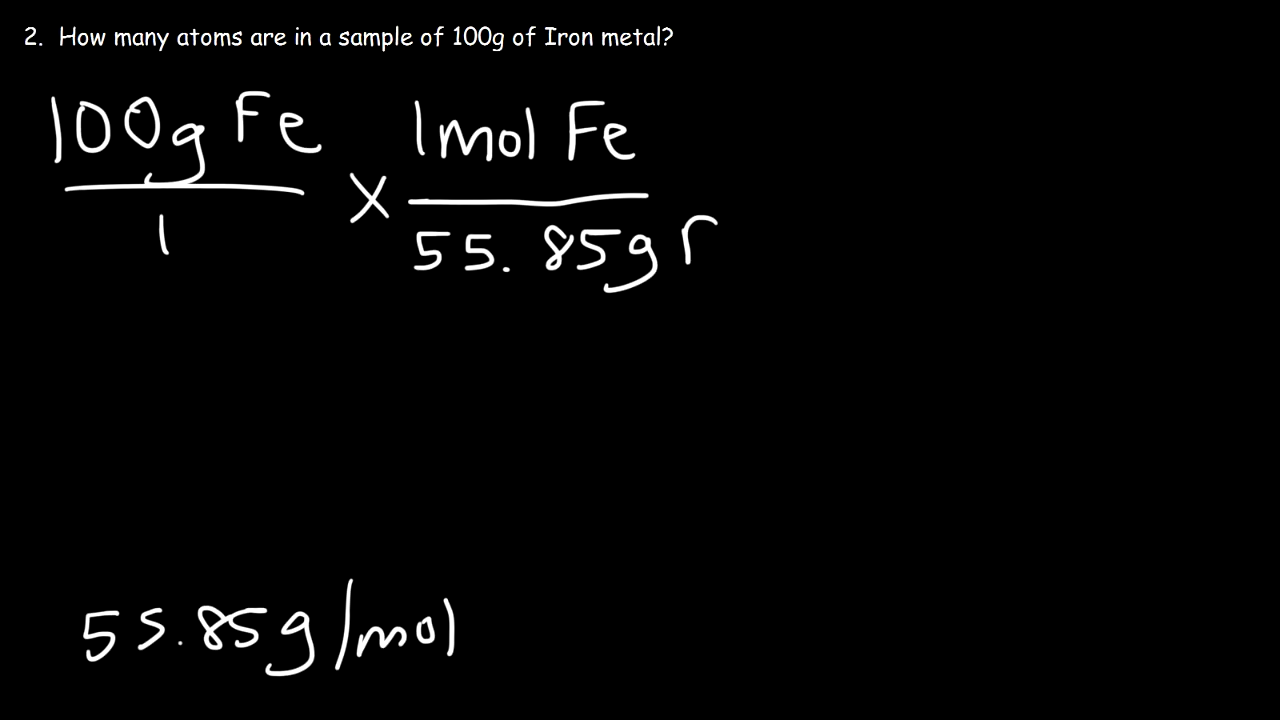 2. How many atoms are in a sample of 100g of Iron metal?
100g Fe
1
x
1mol Fe
55.85g
55.85g/mol